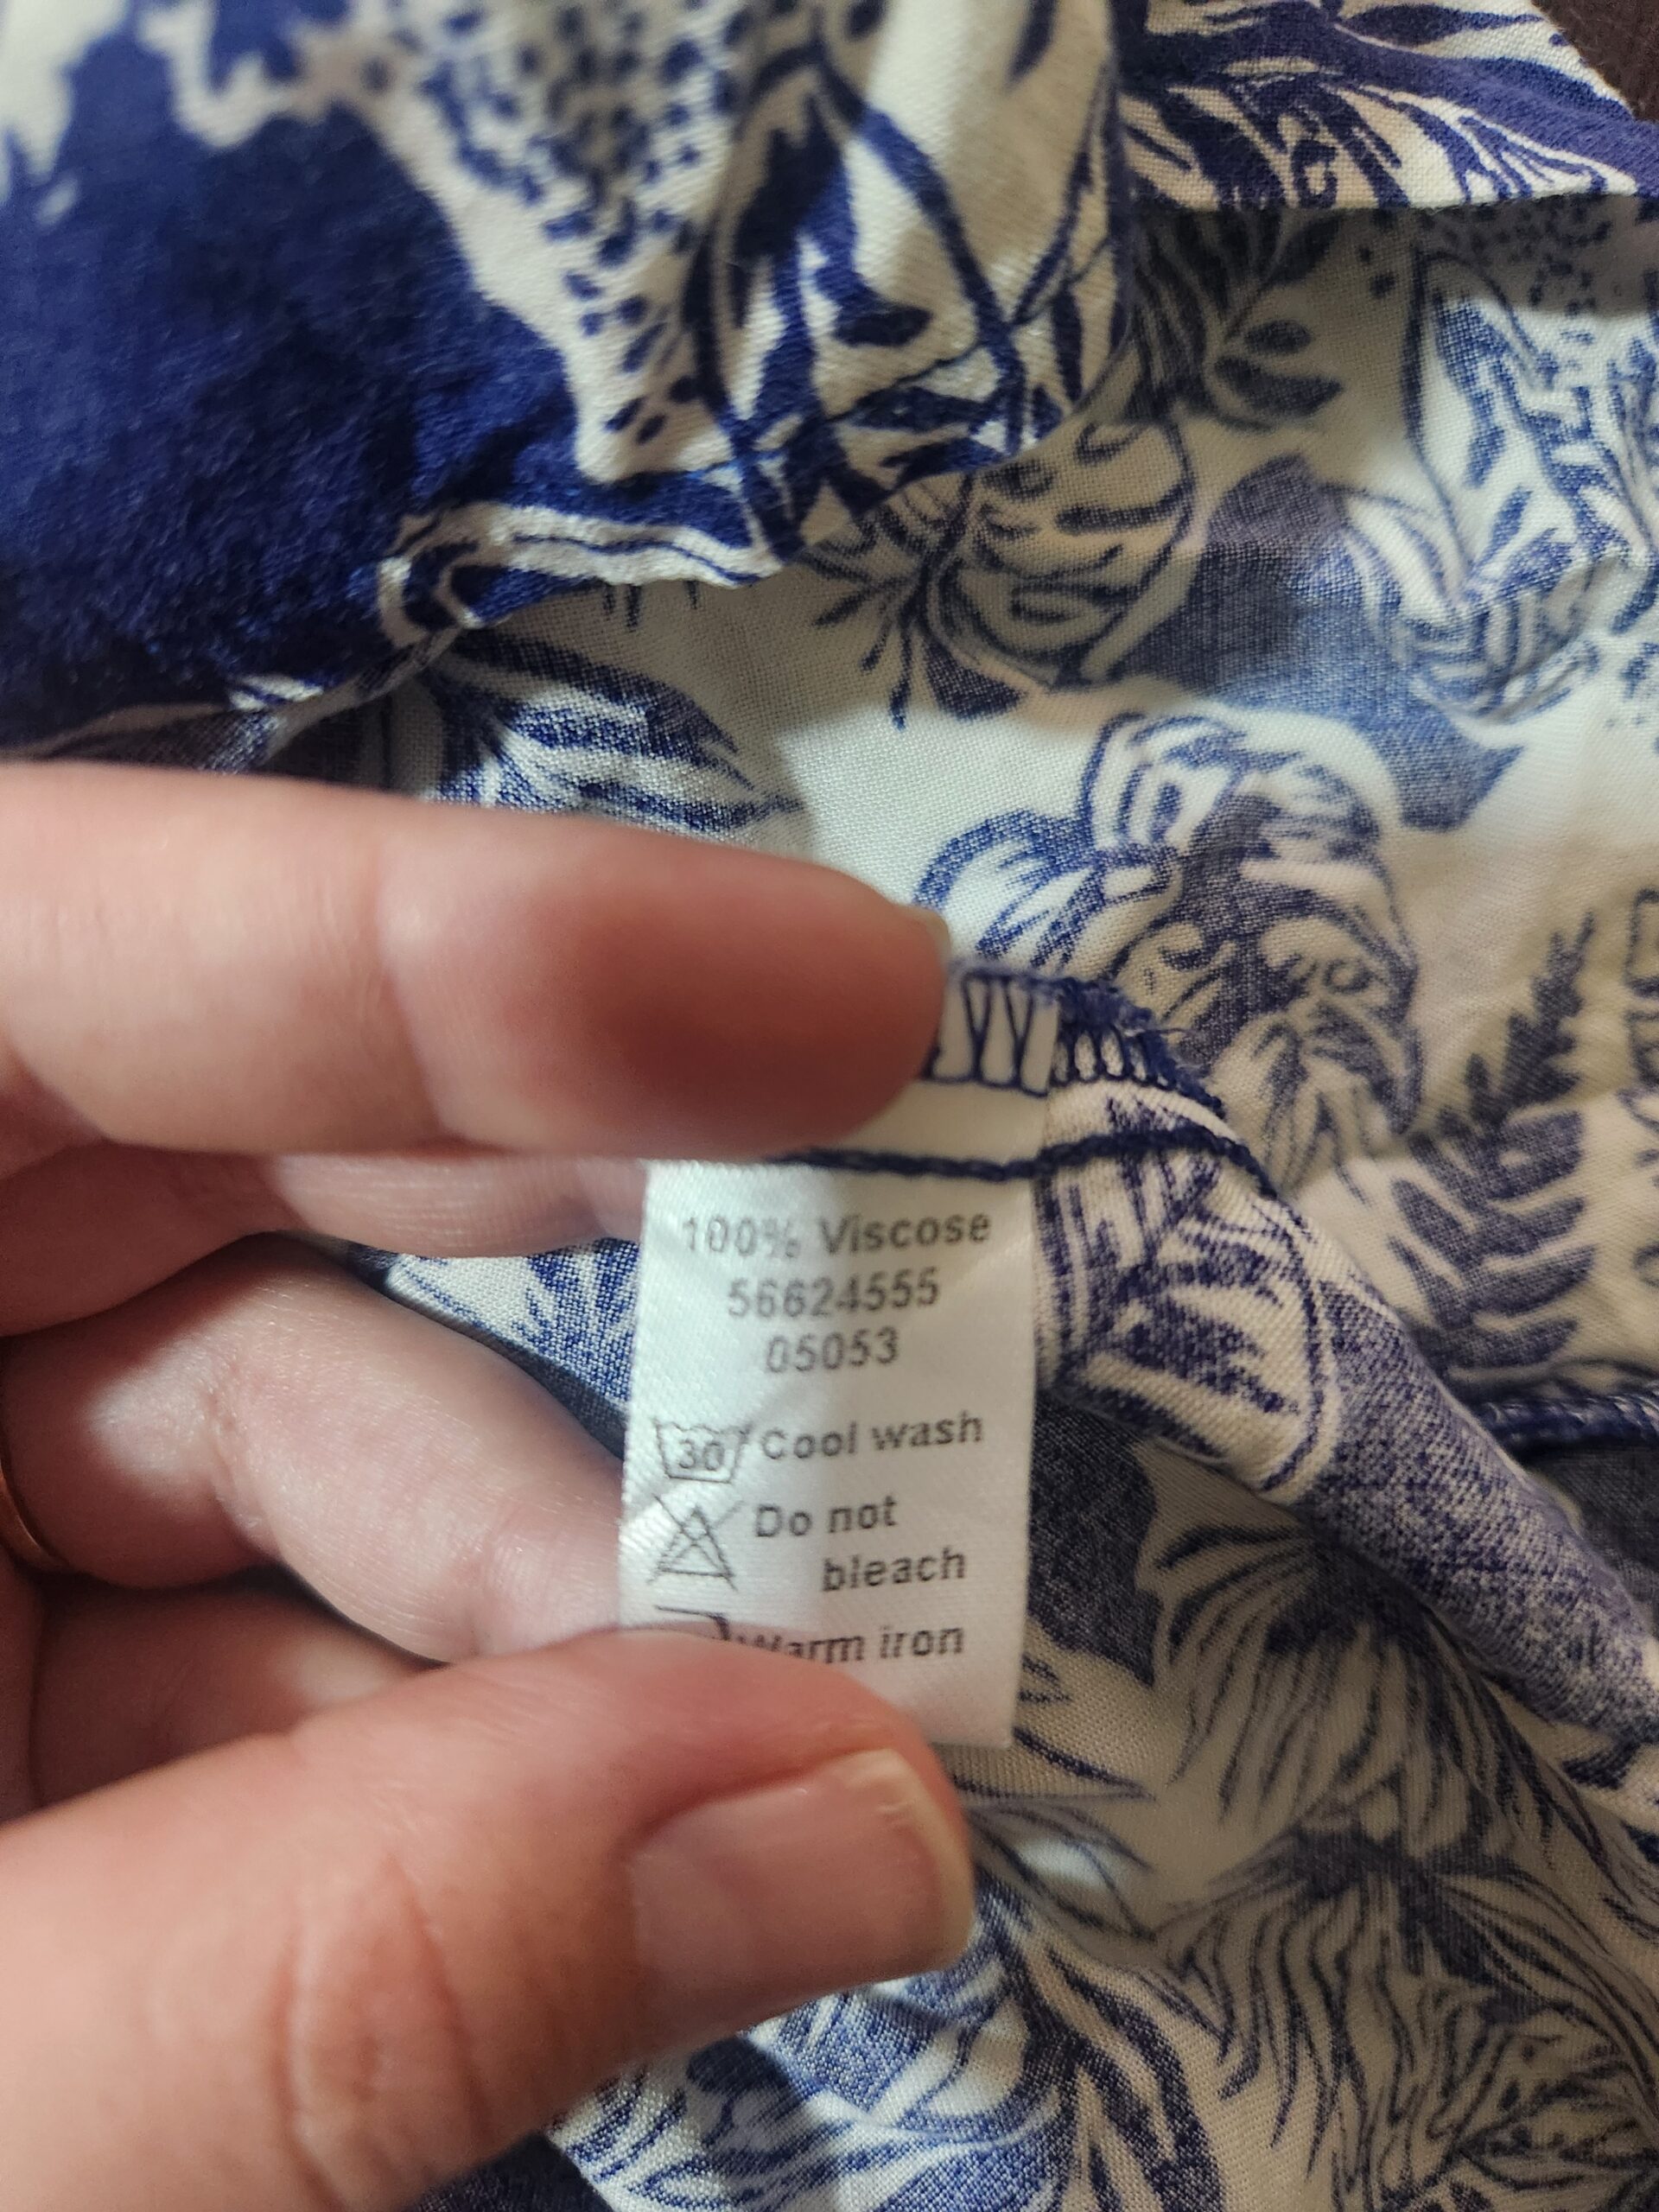 100% Viscose
56624555
05053
30 Cool wash
Do not
bleach
Warm iron